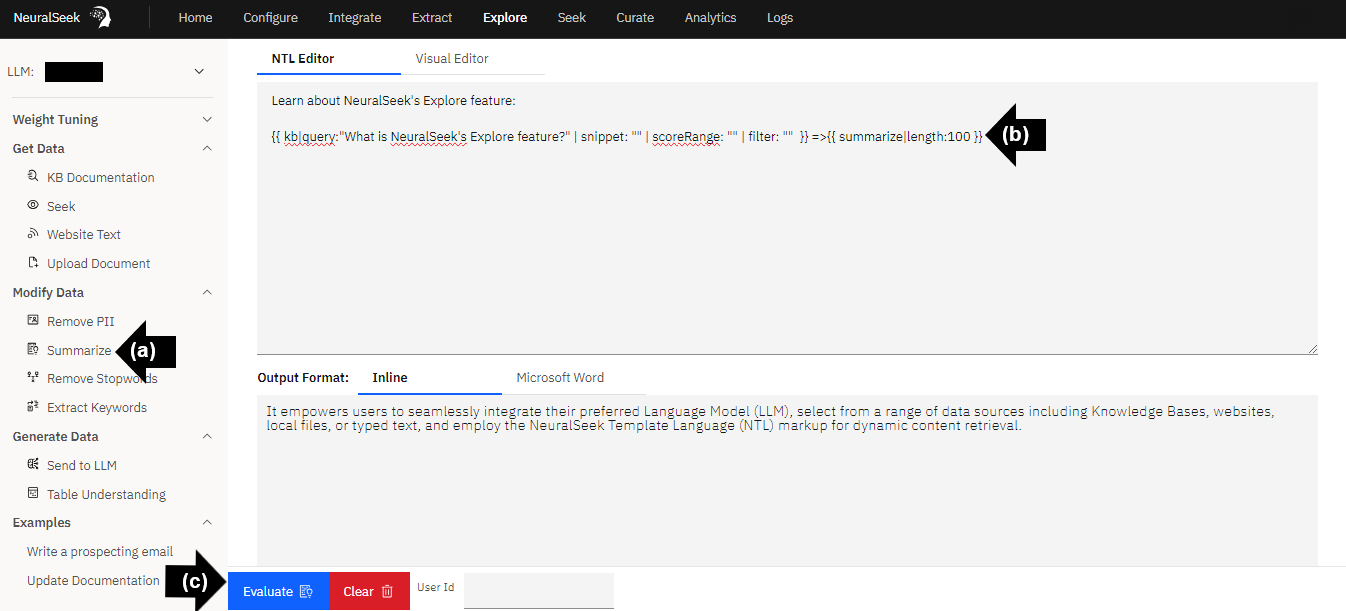 NeuralSeek
Home Configure Integrate Extract Explore Seek Curate Analytics Logs
LLM:
Weight Tuning
Get Data
KB Documentation
Seek
Website Text
Upload Document
Modify Data
Remove PII
Summarize
(a)
Remove Stopwords
Extract Keywords
Generate Data
Send to LLM
Table Understanding
Examples
Write a prospecting email
Update Documentation
(c)
NTL Editor Visual Editor
Learn about NeuralSeek's Explore feature:
{{ kb|query:"What is NeuralSeek's Explore feature?" | snippet: "" | scoreRange: "" | filter: "" }} =>{{ summarize|length:100 }}
(b)
Output Format: Inline Microsoft Word
It empowers users to seamlessly integrate their preferred Language Model (LLM), select from a range of data sources including Knowledge Bases, websites,
local files, or typed text, and employ the NeuralSeek Template Language (NTL) markup for dynamic content retrieval.
Evaluate Clear User Id